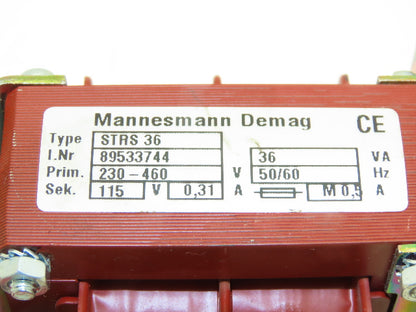 Mannesmann Demag CE
Type STRS 36
I.Nr 89533744 36 VA
Prim. 230-460 V 50/60 Hz
Sek. 115 V 0,31 A M 0,5 A